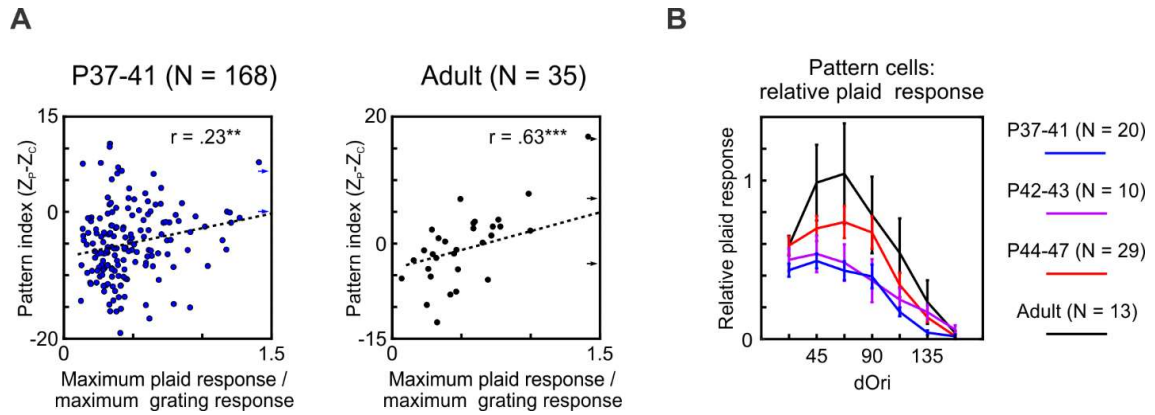 A
P37-41 (N = 168)
15
r = .23**
Pattern index (Zₚ-Z꜀)
0
-20
0
1.5
Maximum plaid response /
maximum grating response
Adult (N = 35)
20
r = .63***
Pattern index (Zₚ-Z꜀)
0
-15
0
1.5
Maximum plaid response /
maximum grating response
B
Pattern cells:
relative plaid response
Relative plaid response
1
0
45 90 135
dOri
P37-41 (N = 20)
P42-43 (N = 10)
P44-47 (N = 29)
Adult (N = 13)